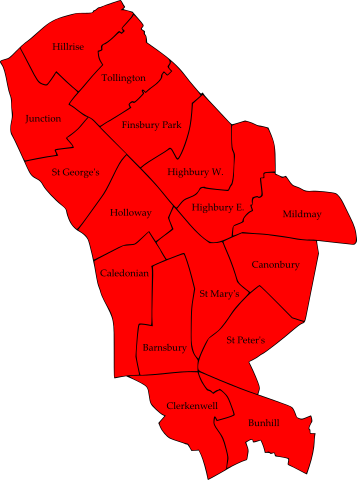 Hillrise
Tollington
Junction
Finsbury Park
St George's
Highbury W.
Highbury E.
Holloway
Mildmay
Caledonian
Canonbury
St Mary's
St Peter's
Barnsbury
Clerkenwell
Bunhill